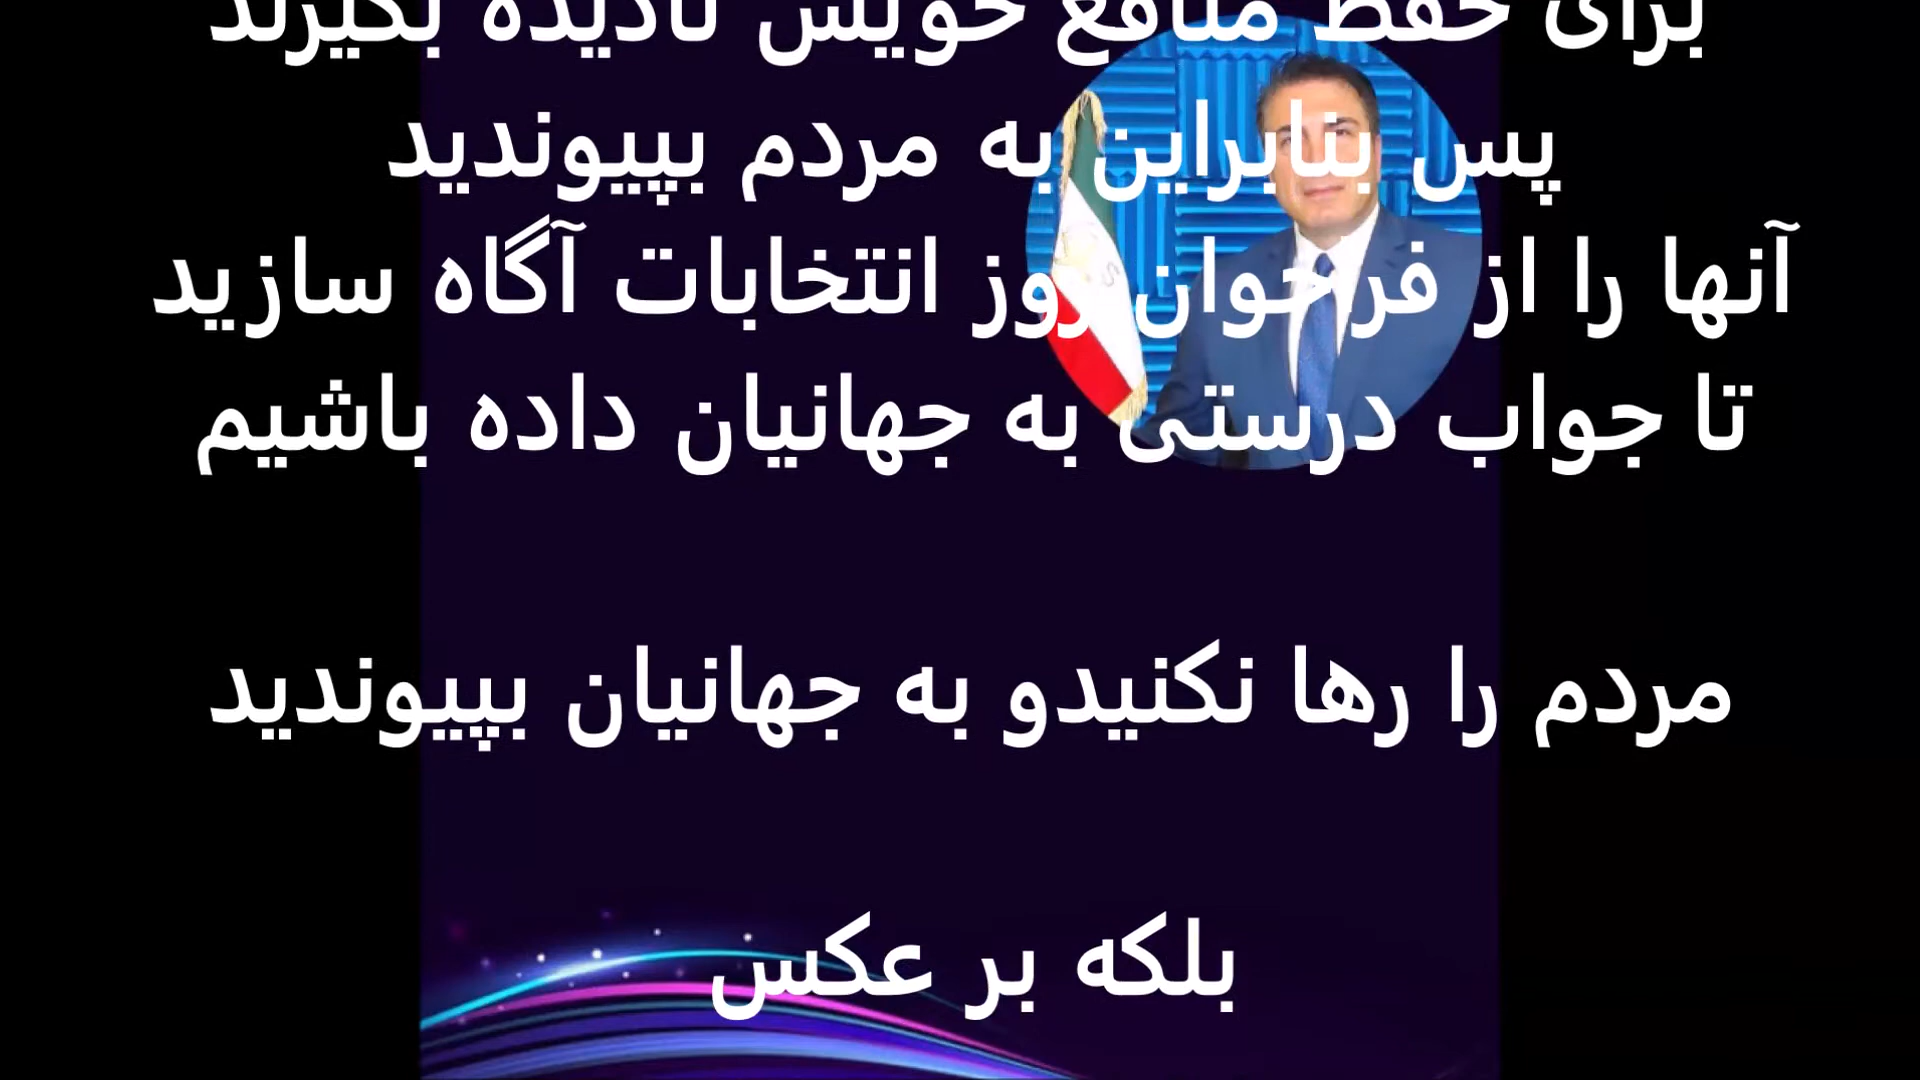 برای حفظ منافع خویش نادیده بگیرند
پس بنابراین به مردم بپیوندید
آنها را از فراخوان روز انتخابات آگاه سازید
تا جواب درستی به جهانیان داده باشیم
مردم را رها نکنیدو به جهانیان بپیوندید
بلکه بر عکس